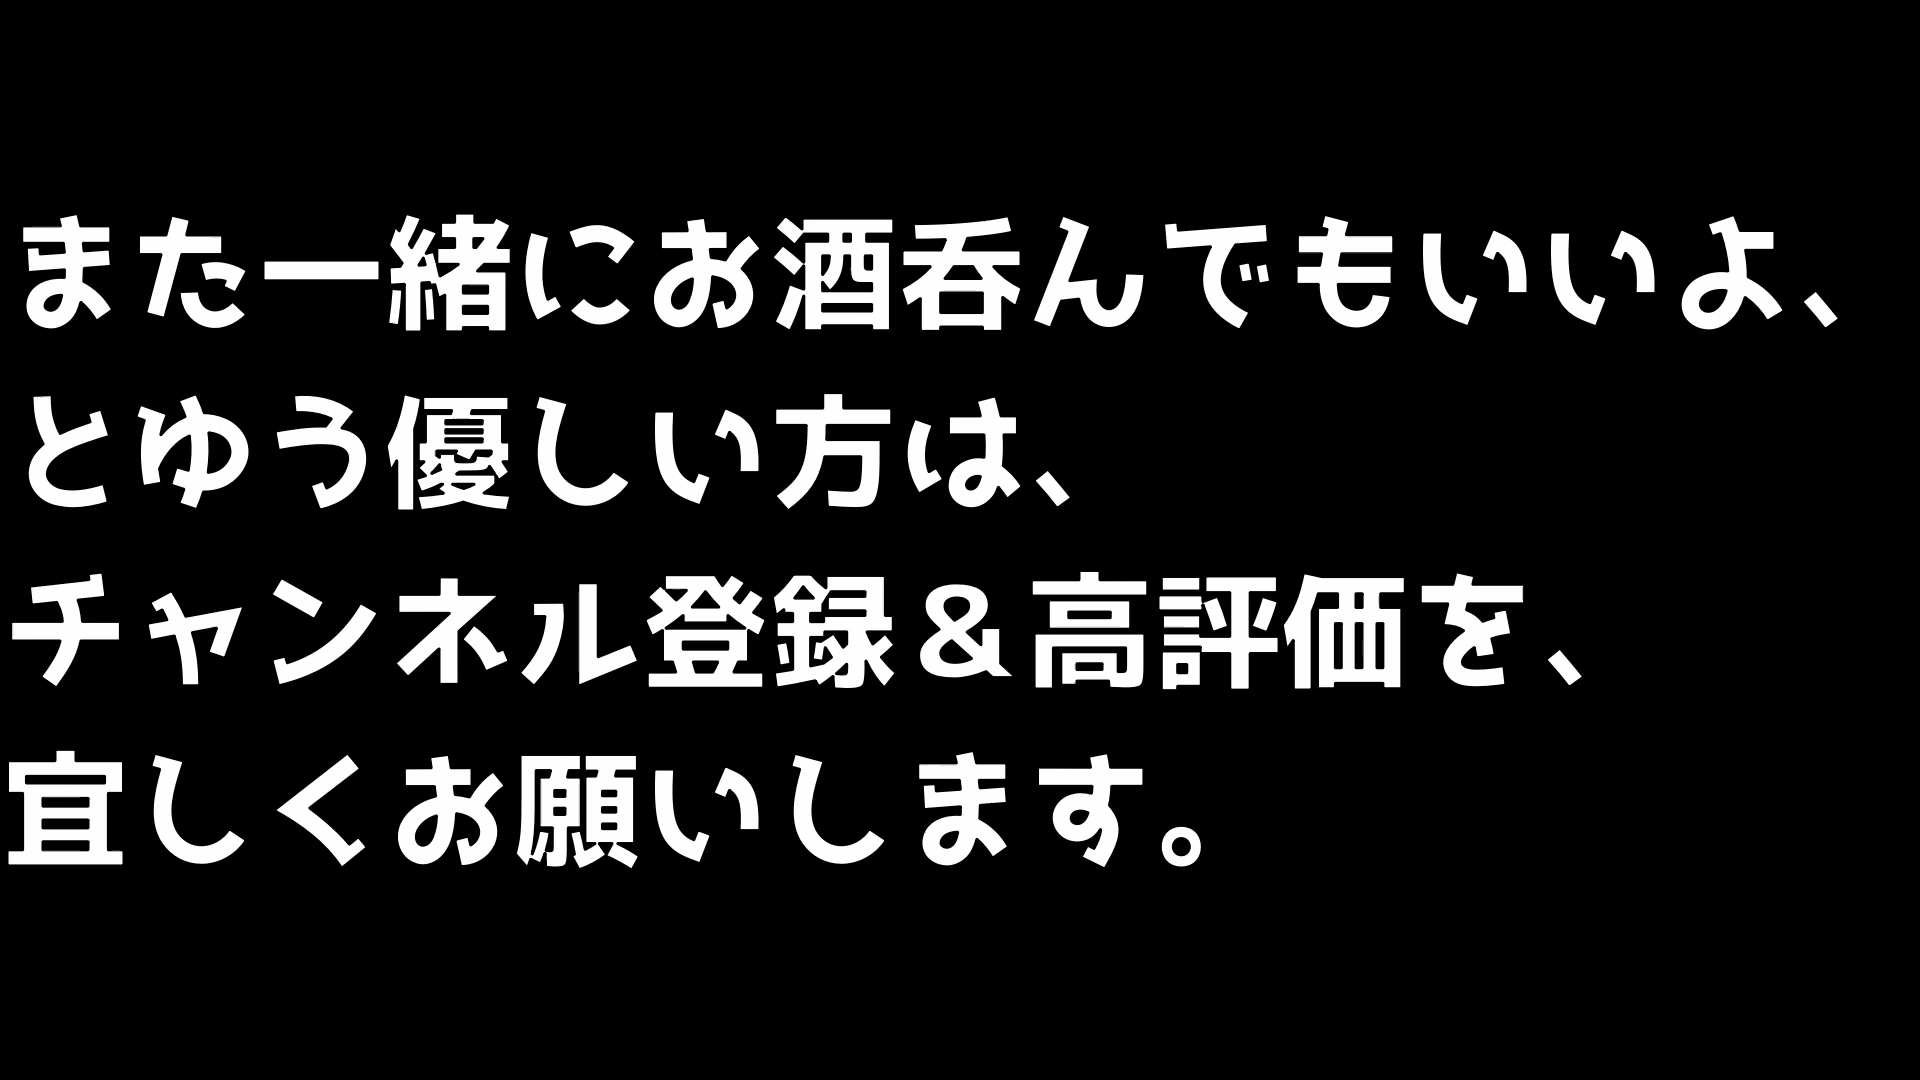 また一緒にお酒呑んでもいいよ、
とゆう優しい方は、
チャンネル登録＆高評価を、
宜しくお願いします。